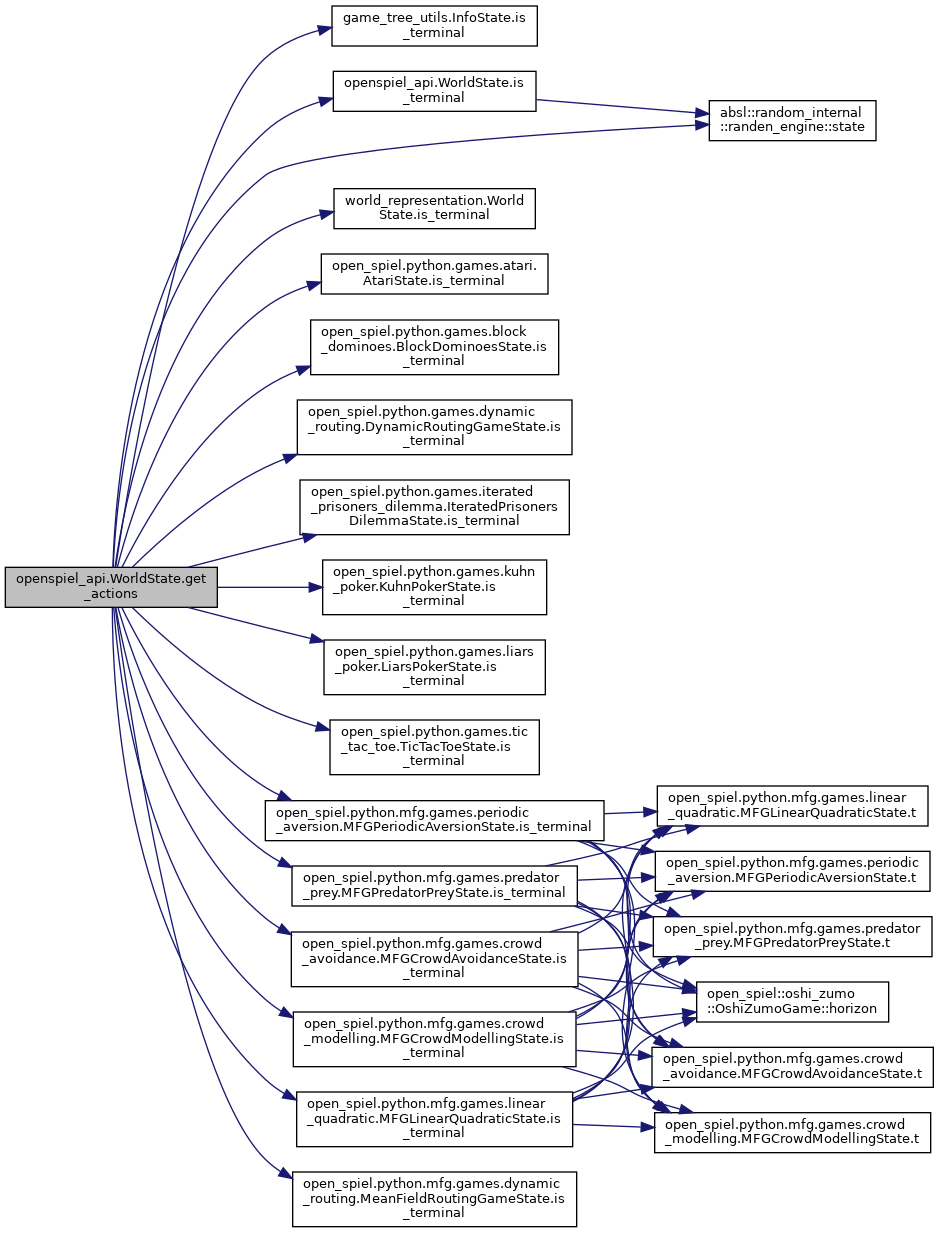 game_tree_utils.InfoState.is
_terminal
openspiel_api.WorldState.is
_terminal
absl::random_internal
::randen_engine::state
world_representation.World
State.is_terminal
open_spiel.python.games.atari.
AtariState.is_terminal
open_spiel.python.games.block
_dominoes.BlockDominoesState.is
_terminal
open_spiel.python.games.dynamic
_routing.DynamicRoutingGameState.is
_terminal
open_spiel.python.games.iterated
_prisoners_dilemma.IteratedPrisoners
DilemmaState.is_terminal
openspiel_api.WorldState.get
_actions
open_spiel.python.games.kuhn
_poker.KuhnPokerState.is
_terminal
open_spiel.python.games.liars
_poker.LiarsPokerState.is
_terminal
open_spiel.python.games.tic
_tac_toe.TicTacToeState.is
_terminal
open_spiel.python.mfg.games.periodic
_aversion.MFGPeriodicAversionState.is_terminal
open_spiel.python.mfg.games.predator
_prey.MFGPredatorPreyState.is_terminal
open_spiel.python.mfg.games.crowd
_avoidance.MFGCrowdAvoidanceState.is
_terminal
open_spiel.python.mfg.games.crowd
_modelling.MFGCrowdModellingState.is
_terminal
open_spiel.python.mfg.games.linear
_quadratic.MFGLinearQuadraticState.is
_terminal
open_spiel.python.mfg.games.dynamic
_routing.MeanFieldRoutingGameState.is
_terminal
open_spiel.python.mfg.games.linear
_quadratic.MFGLinearQuadraticState.t
open_spiel.python.mfg.games.periodic
_aversion.MFGPeriodicAversionState.t
open_spiel.python.mfg.games.predator
_prey.MFGPredatorPreyState.t
open_spiel::oshi_zumo
::OshiZumoGame::horizon
open_spiel.python.mfg.games.crowd
_avoidance.MFGCrowdAvoidanceState.t
open_spiel.python.mfg.games.crowd
_modelling.MFGCrowdModellingState.t